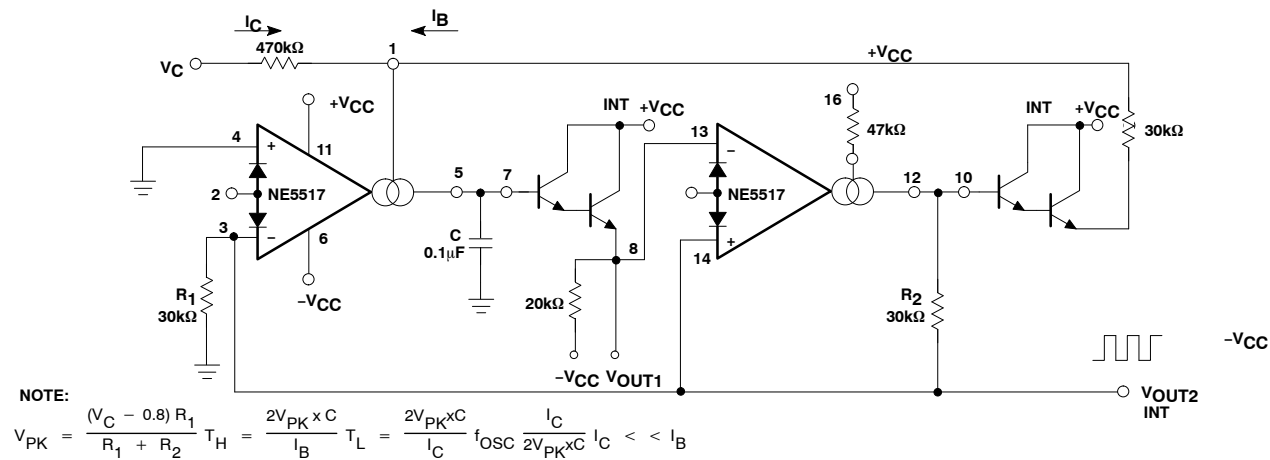 IC
IB
470kΩ
1
VC
+VCC
+VCC
4
+
11
INT
+VCC
13
−
16
47kΩ
INT
+VCC
30kΩ
2
NE5517
5
7
NE5517
12
10
3
−
6
C
0.1μF
8
+
14
R1
30kΩ
−VCC
20kΩ
R2
30kΩ
−VCC
VOUT1
−VCC
VOUT2
INT
NOTE:
VPK = (VC − 0.8) R1 / R1 + R2 TH = 2VPK x C / IB TL = 2VPKxC / IC fOSC IC / 2VPKxC IC < < IB